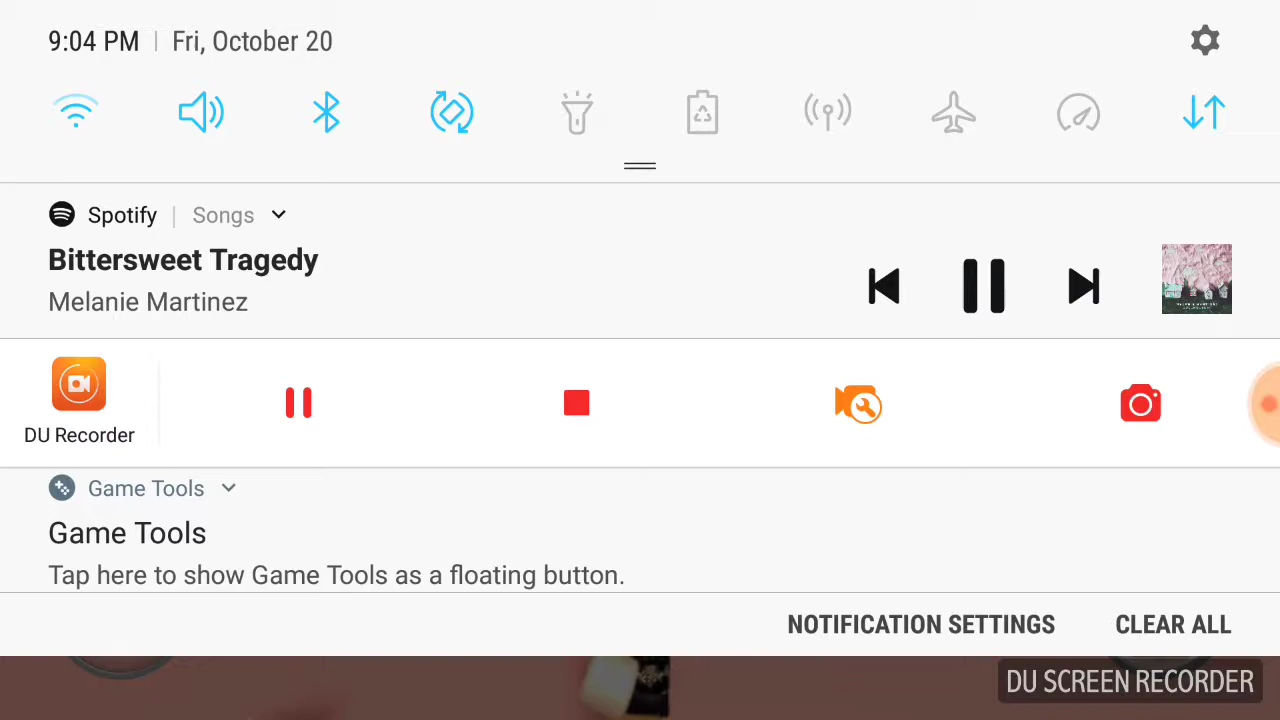 9:04 PM | Fri, October 20
Spotify | Songs
Bittersweet Tragedy
Melanie Martinez
DU Recorder
Game Tools
Game Tools
Tap here to show Game Tools as a floating button.
NOTIFICATION SETTINGS CLEAR ALL
DU SCREEN RECORDER